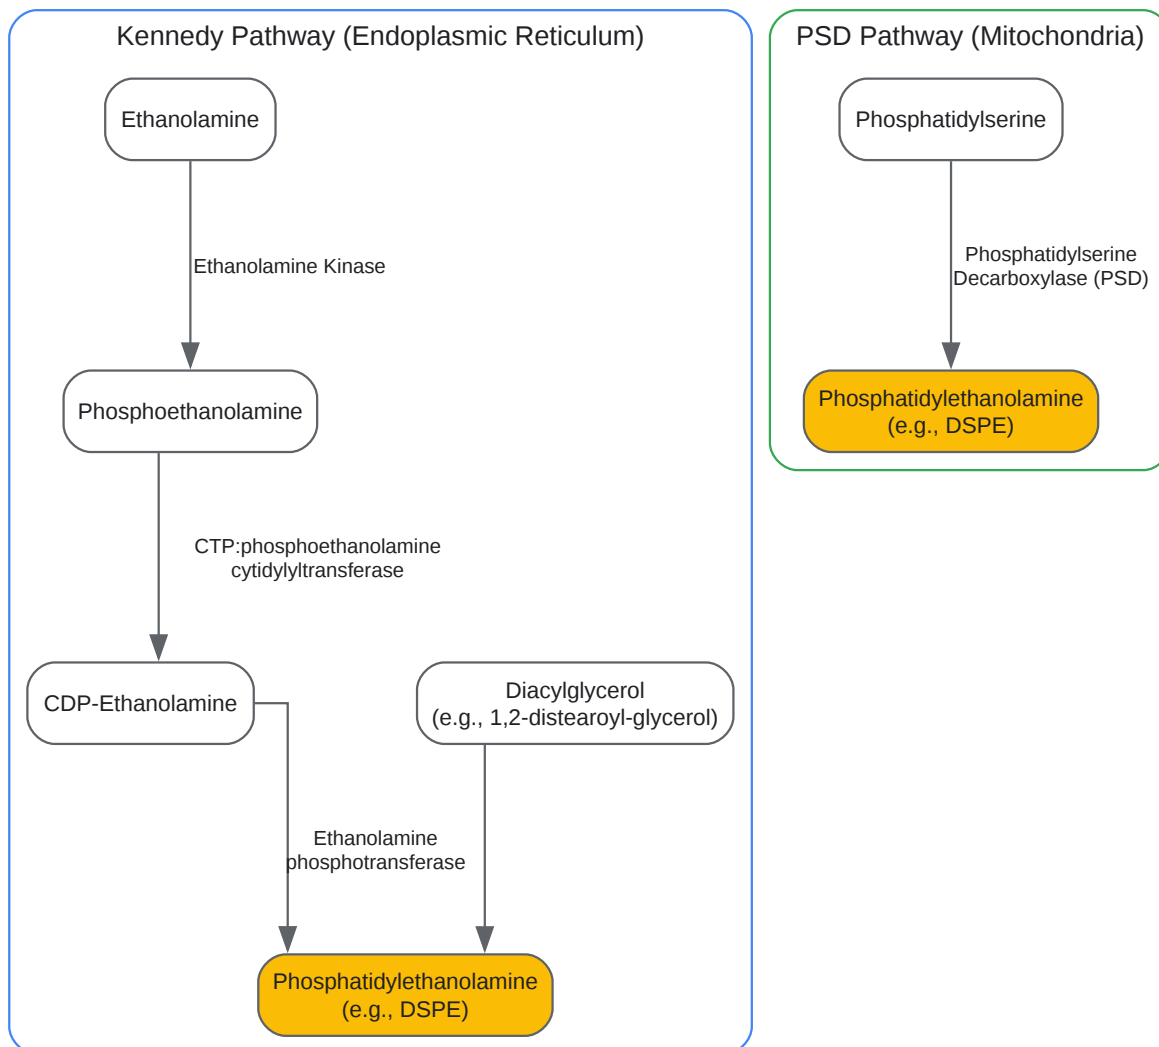 Kennedy Pathway (Endoplasmic Reticulum)
Ethanolamine
Ethanolamine Kinase
Phosphoethanolamine
CTP:phosphoethanolamine
cytidylyltransferase
CDP-Ethanolamine
Diacylglycerol
(e.g., 1,2-distearoyl-glycerol)
Ethanolamine
phosphotransferase
Phosphatidylethanolamine
(e.g., DSPE)
PSD Pathway (Mitochondria)
Phosphatidylserine
Phosphatidylserine
Decarboxylase (PSD)
Phosphatidylethanolamine
(e.g., DSPE)